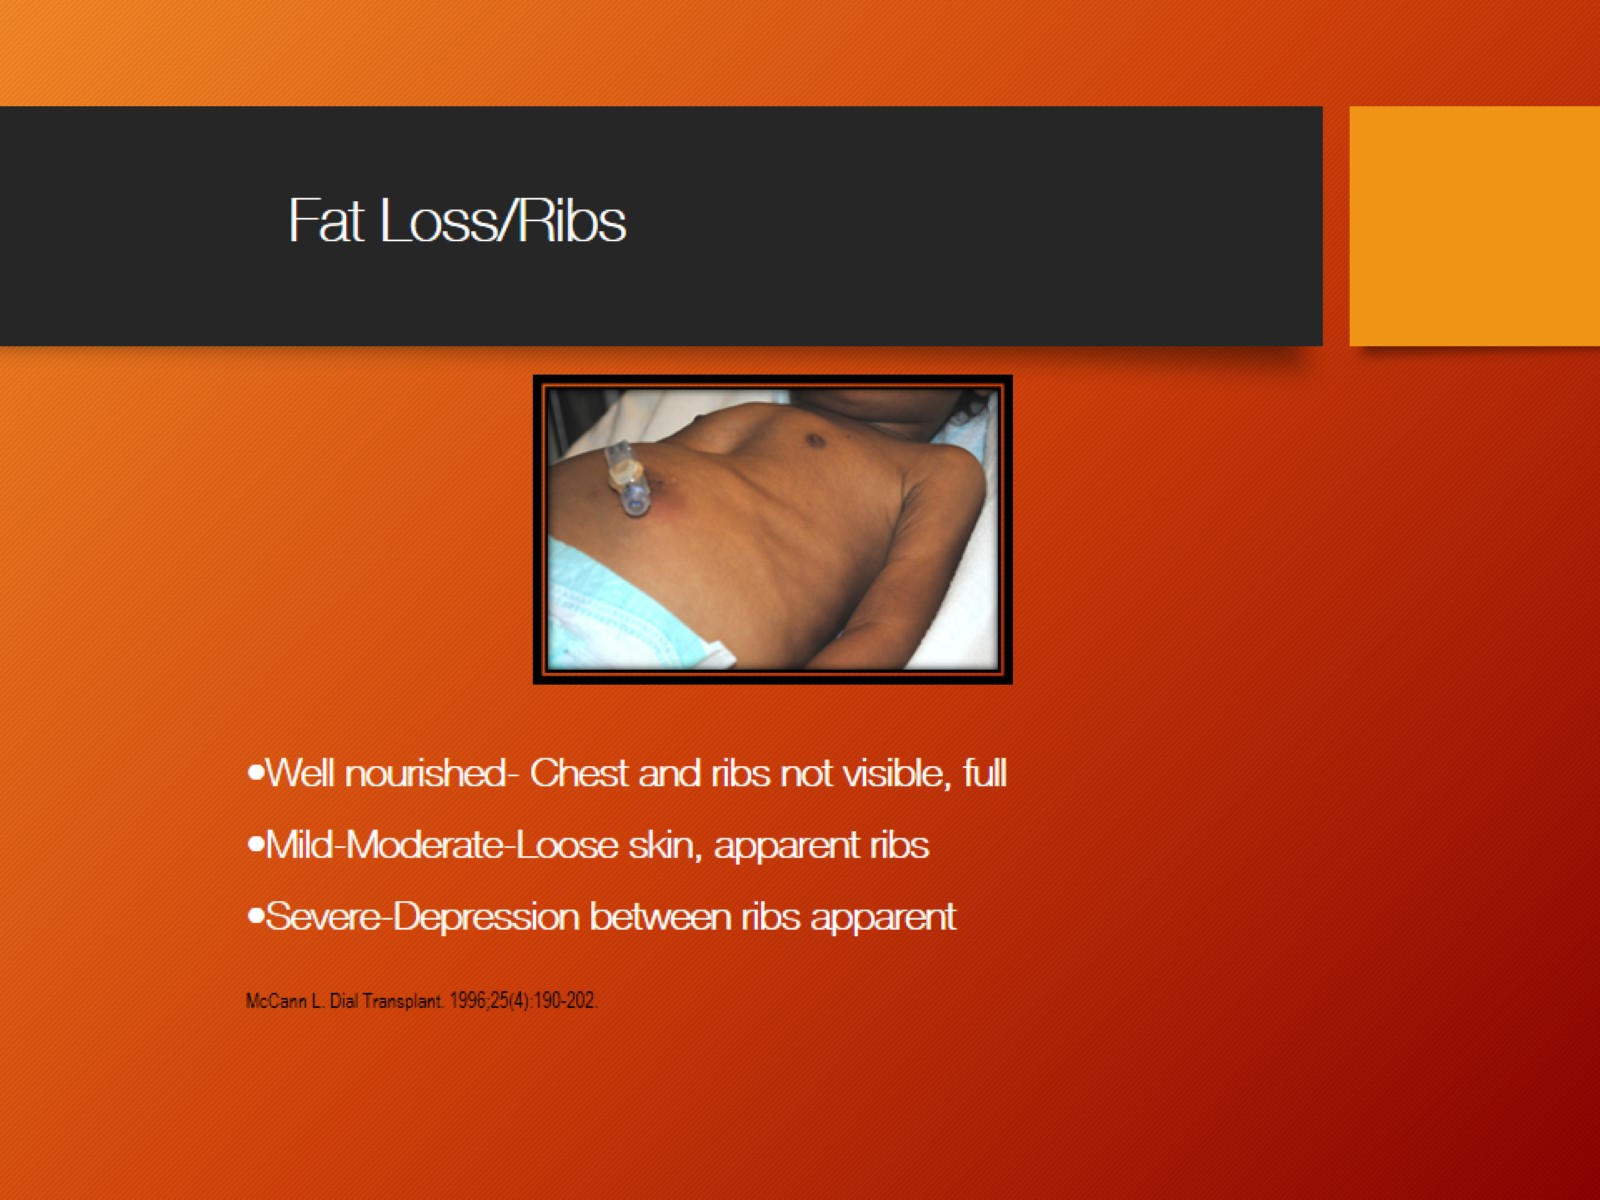 Fat Loss/Ribs
•Well nourished- Chest and ribs not visible, full
•Mild-Moderate-Loose skin, apparent ribs
•Severe-Depression between ribs apparent
McCann L. Dial Transplant. 1996;25(4):190-202.